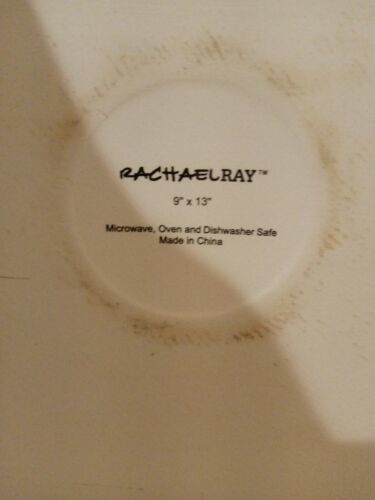 RACHAELRAY™
9" x 13"
Microwave, Oven and Dishwasher Safe
Made in China